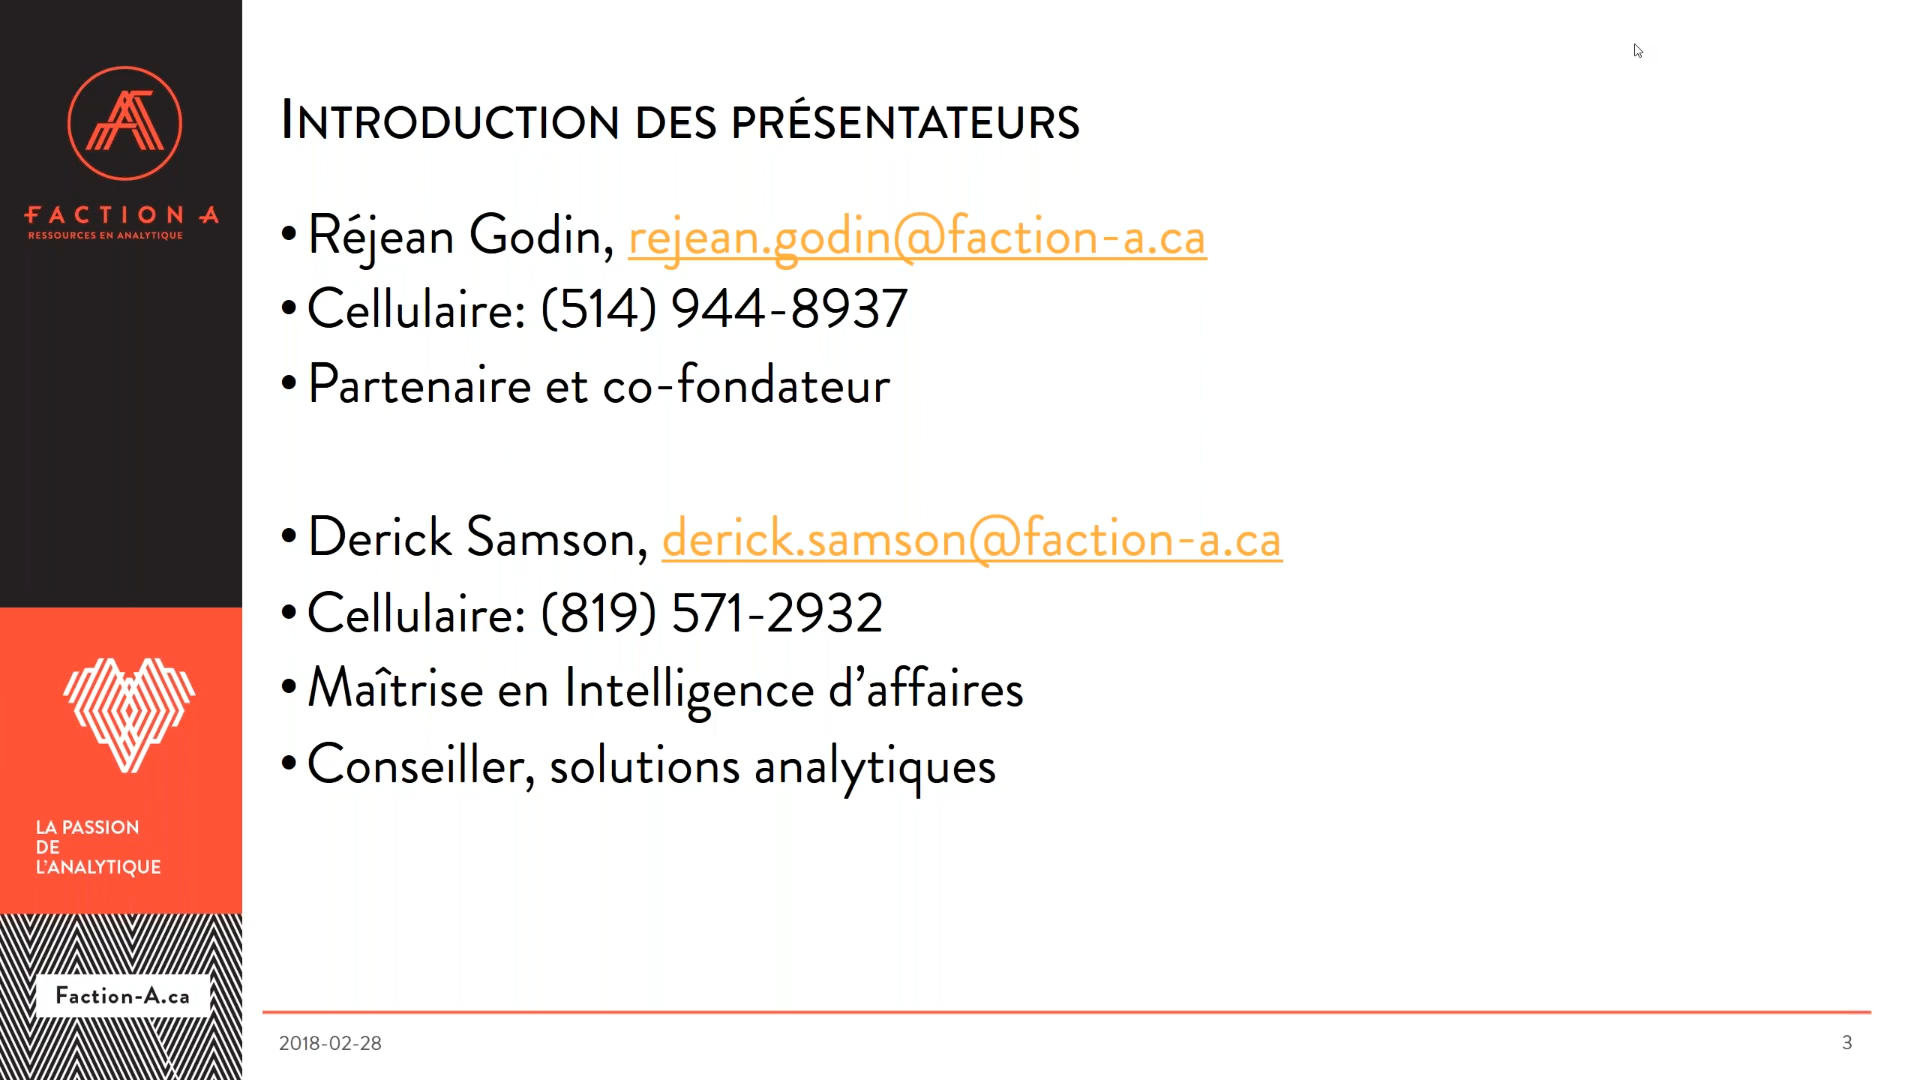 FACTION A
RESSOURCES EN ANALYTIQUE
INTRODUCTION DES PRÉSENTATEURS
• Réjean Godin, rejean.godin@faction-a.ca
• Cellulaire: (514) 944-8937
• Partenaire et co-fondateur
• Derick Samson, derick.samson@faction-a.ca
• Cellulaire: (819) 571-2932
• Maîtrise en Intelligence d’affaires
• Conseiller, solutions analytiques
LA PASSION
DE
L’ANALYTIQUE
Faction-A.ca
2018-02-28
3